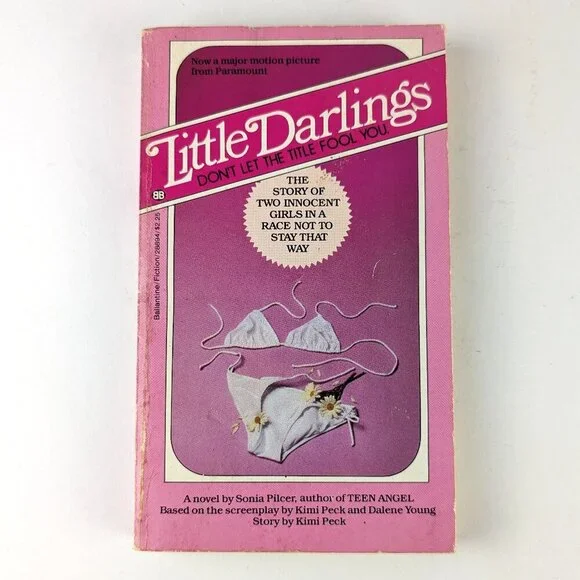 Now a major motion picture
from Paramount
Little Darlings
DON'T LET THE TITLE FOOL YOU.
BB
THE
STORY OF
TWO INNOCENT
GIRLS IN A
RACE NOT TO
STAY THAT
WAY
Ballantine/Fiction/28694/$2.25
A novel by Sonia Pilcer, author of TEEN ANGEL
Based on the screenplay by Kimi Peck and Dalene Young
Story by Kimi Peck